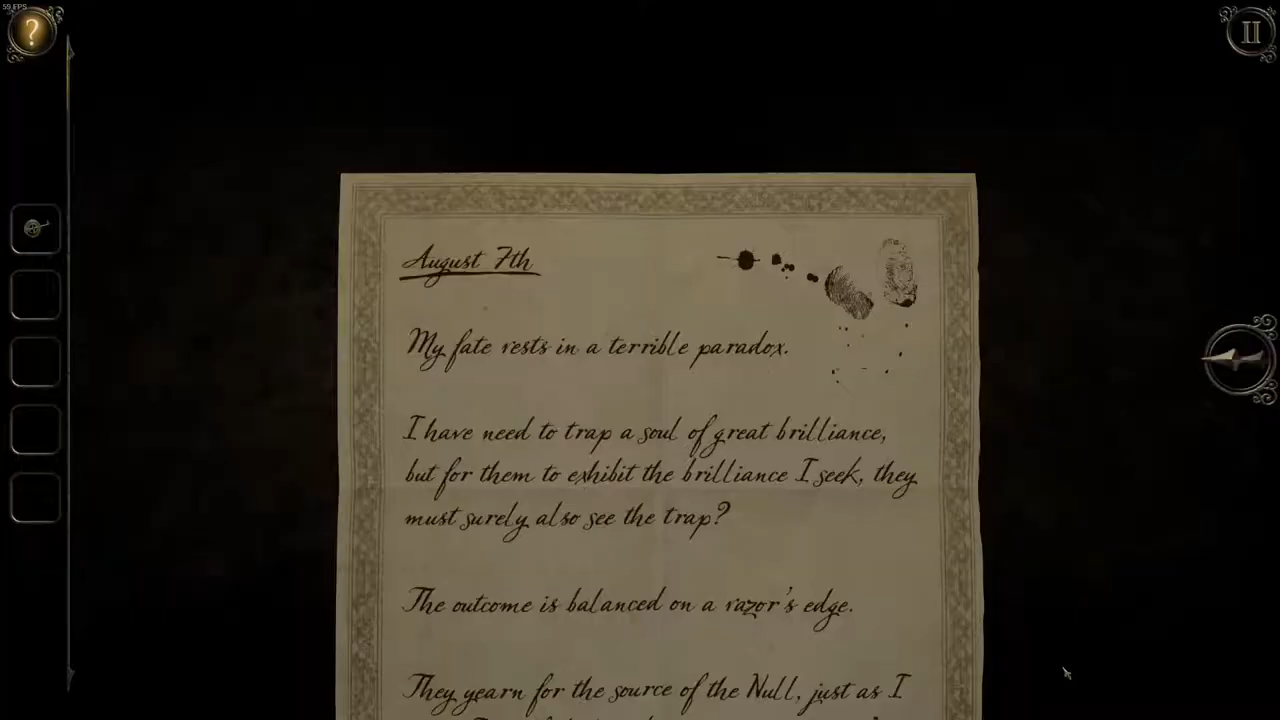 59 FPS
August 7th
My fate rests in a terrible paradox.
I have need to trap a soul of great brilliance,
but for them to exhibit the brilliance I seek, they
must surely also see the trap?
The outcome is balanced on a razor's edge.
They yearn for the source of the Null, just as I